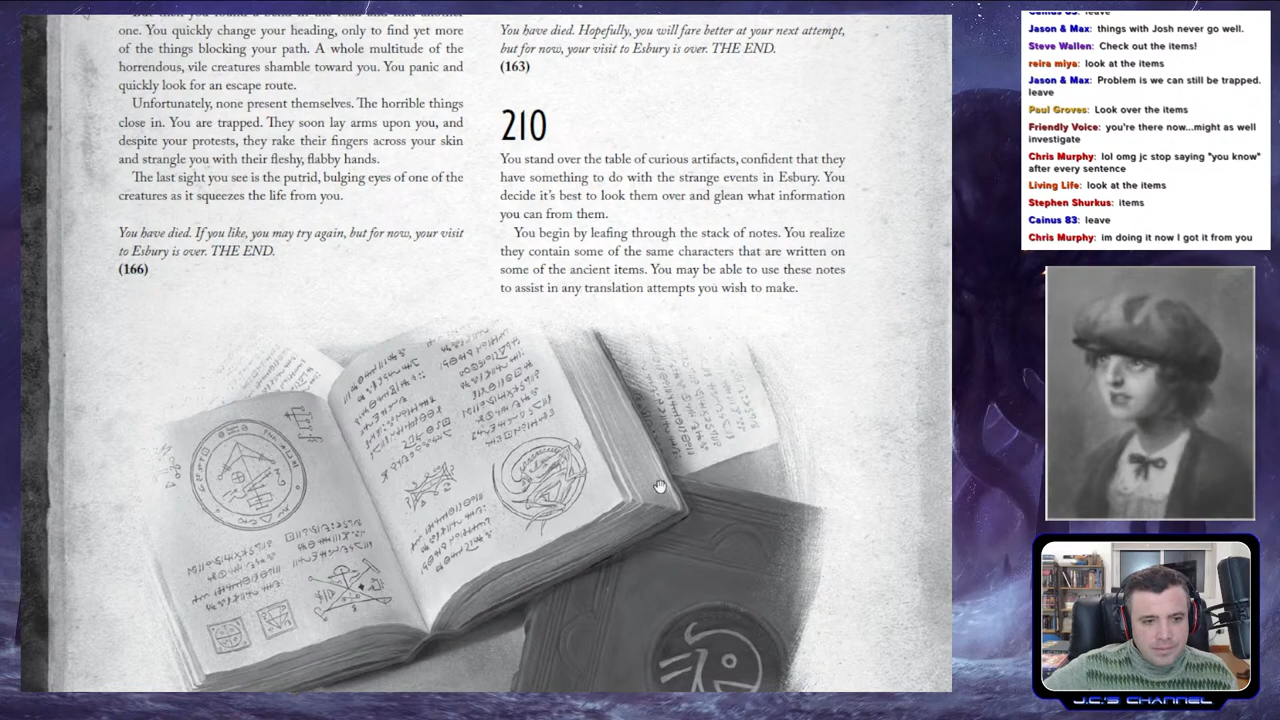 one. You quickly change your heading, only to find yet more
of the things blocking your path. A whole multitude of the
horrendous, vile creatures shamble toward you. You panic and
quickly look for an escape route.
Unfortunately, none present themselves. The horrible things
close in. You are trapped. They soon lay arms upon you, and
despite your protests, they rake their fingers across your skin
and strangle you with their fleshy, flabby hands.
The last sight you see is the putrid, bulging eyes of one of the
creatures as it squeezes the life from you.
You have died. If you like, you may try again, but for now, your visit
to Esbury is over. THE END.
(166)
You have died. Hopefully, you will fare better at your next attempt,
but for now, your visit to Esbury is over. THE END.
(163)
210
You stand over the table of curious artifacts, confident that they
have something to do with the strange events in Esbury. You
decide it's best to look them over and glean what information
you can from them.
You begin by leafing through the stack of notes. You realize
they contain some of the same characters that are written on
some of the ancient items. You may be able to use these notes
to assist in any translation attempts you wish to make.
Cainus 83: leave
Jason & Max: things with Josh never go well.
Steve Wallen: Check out the items!
reira miya: look at the items
Jason & Max: Problem is we can still be trapped.
leave
Paul Groves: Look over the items
Friendly Voice: you're there now...might as well
investigate
Chris Murphy: lol omg jc stop saying "you know"
after every sentence
Living Life: look at the items
Stephen Shurkus: items
Cainus 83: leave
Chris Murphy: im doing it now I got it from you
J.C.'S CHANNEL